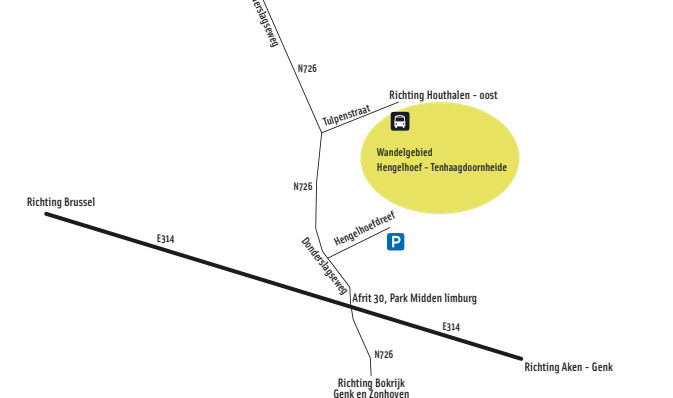 N726
Richting Houthalen - oost
Tulpenstraat
Wandelgebied
Hengelhoef - Tenhaagdoornheide
N726
Richting Brussel
Hengelhoefdreef
E314
P
Donderslagseweg
Afrit 30, Park Midden limburg
E314
N726
Richting Aken - Genk
Richting Bokrijk
Genk en Zonhoven